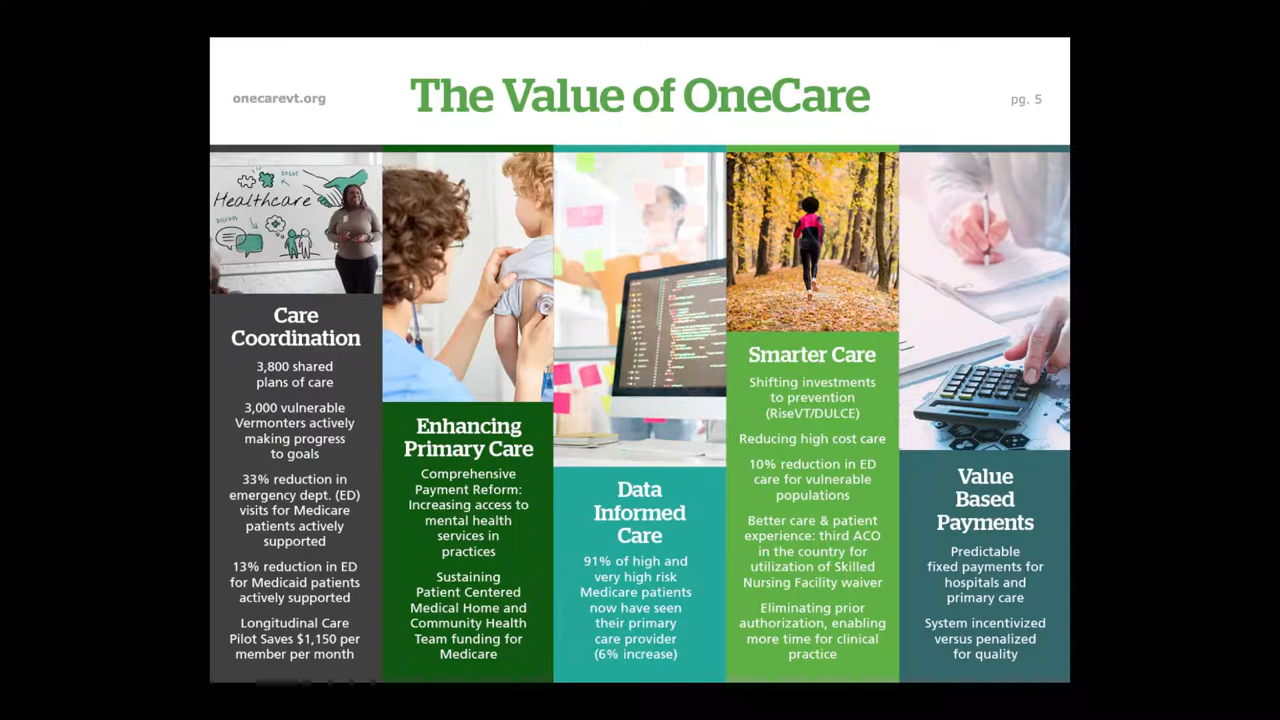 onecarevt.org
The Value of OneCare
pg. 5
SOLVE
Healthcare
DISCUSS
Care
Coordination
3,800 shared
plans of care
3,000 vulnerable
Vermonters actively
making progress
to goals
33% reduction in
emergency dept. (ED)
visits for Medicare
patients actively
supported
13% reduction in ED
for Medicaid patients
actively supported
Longitudinal Care
Pilot Saves $1,150 per
member per month
Enhancing
Primary Care
Comprehensive
Payment Reform:
Increasing access to
mental health
services in
practices
Sustaining
Patient Centered
Medical Home and
Community Health
Team funding for
Medicare
Data
Informed
Care
91% of high and
very high risk
Medicare patients
now have seen
their primary
care provider
(6% increase)
Smarter Care
Shifting investments
to prevention
(RiseVT/DULCE)
Reducing high cost care
10% reduction in ED
care for vulnerable
populations
Better care & patient
experience: third ACO
in the country for
utilization of Skilled
Nursing Facility waiver
Eliminating prior
authorization, enabling
more time for clinical
practice
Value
Based
Payments
Predictable
fixed payments for
hospitals and
primary care
System incentivized
versus penalized
for quality